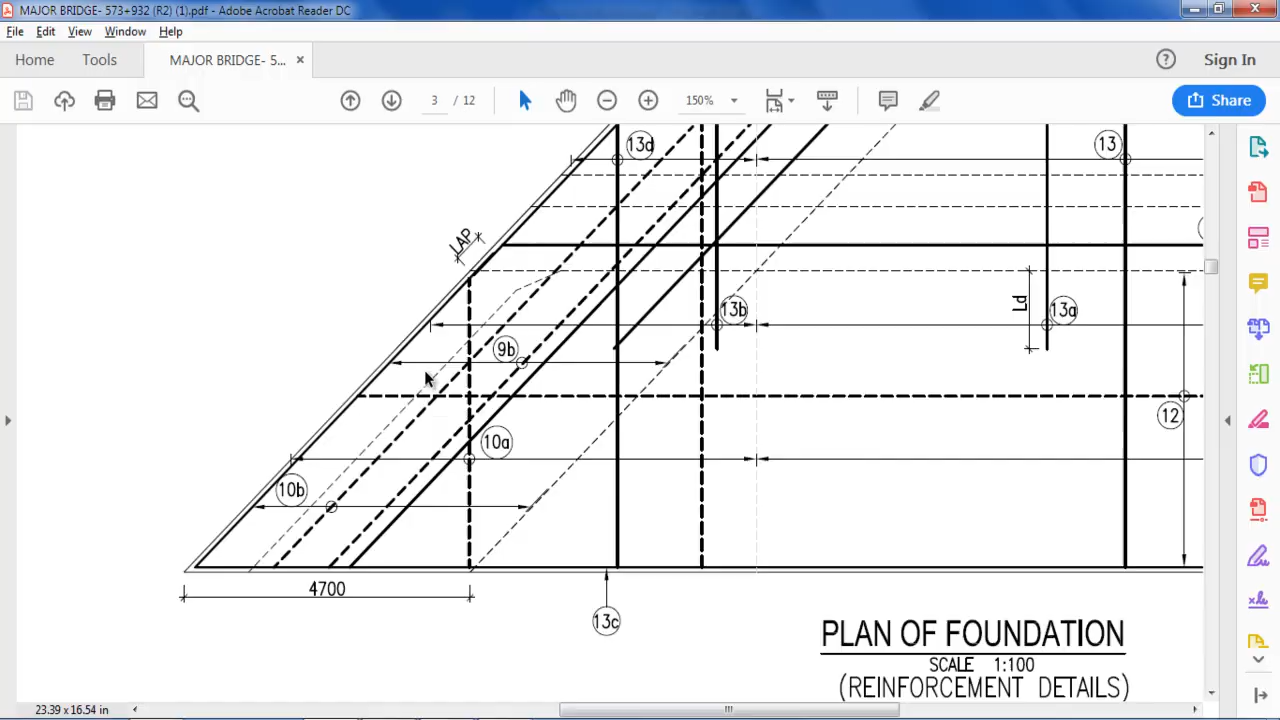 MAJOR BRIDGE- 573+932 (R2) (1).pdf - Adobe Acrobat Reader DC
File Edit View Window Help
Home Tools MAJOR BRIDGE- 5... × ? Sign In
3 / 12 150% Share
13d 13
LAP
13b Ld 13a
9b
12
10a
10b
4700
13c
PLAN OF FOUNDATION
SCALE 1:100
(REINFORCEMENT DETAILS)
23.39 x 16.54 in